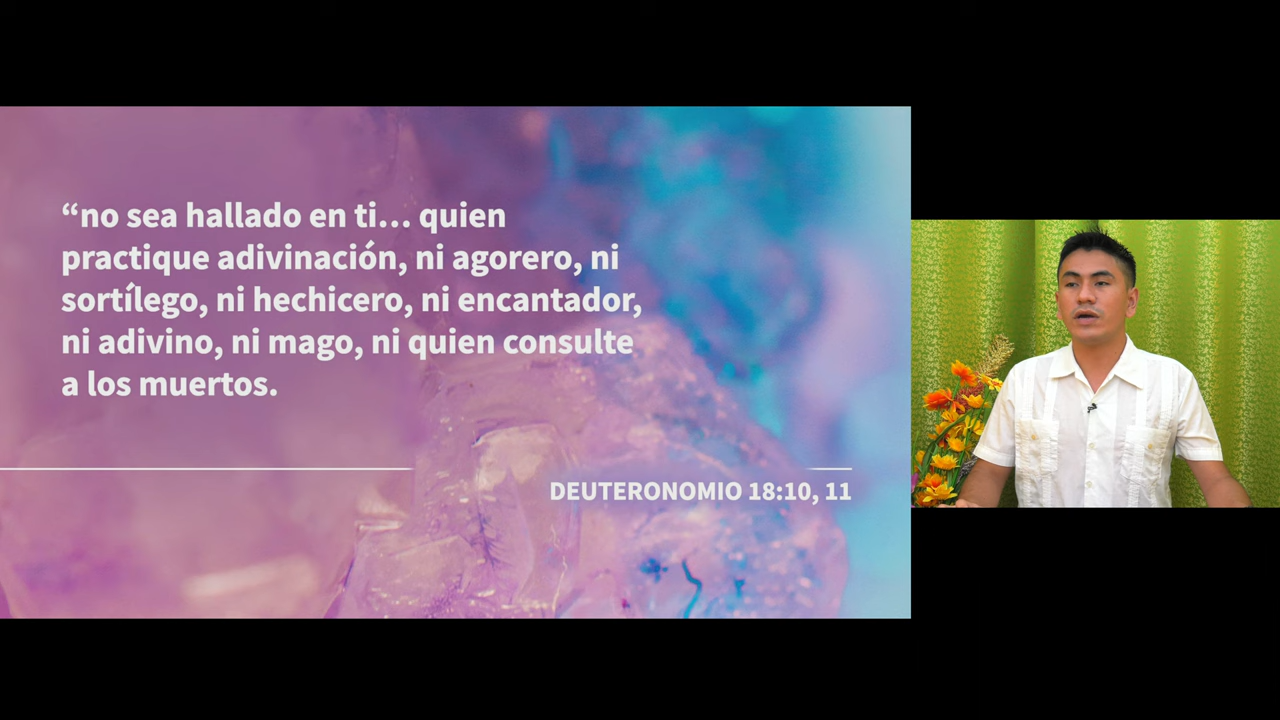 “no sea hallado en ti... quien
practique adivinación, ni agorero, ni
sortílego, ni hechicero, ni encantador,
ni adivino, ni mago, ni quien consulte
a los muertos.
DEUTERONOMIO 18:10, 11